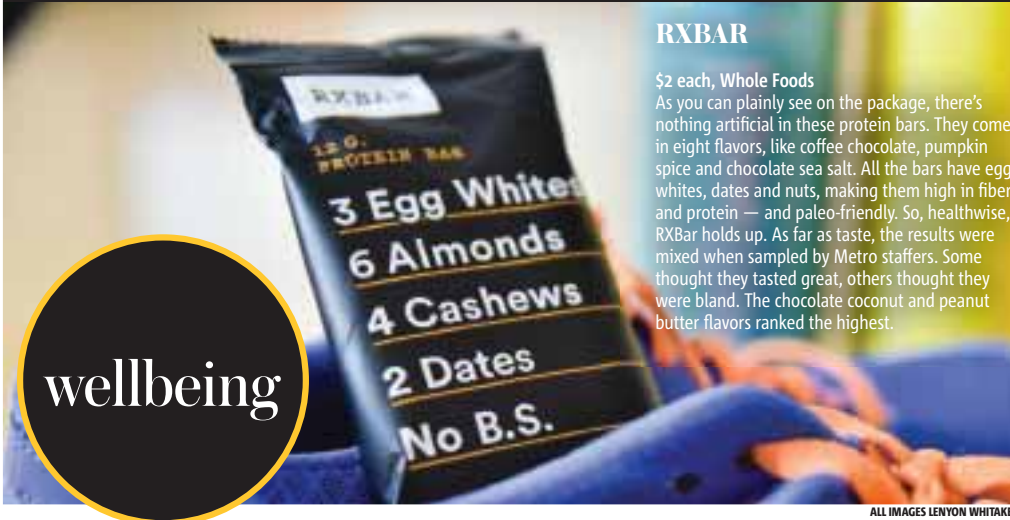 RXBAR
$2 each, Whole Foods
As you can plainly see on the package, there's
nothing artificial in these protein bars. They come
in eight flavors, like coffee chocolate, pumpkin
spice and chocolate sea salt. All the bars have egg
whites, dates and nuts, making them high in fiber
and protein — and paleo-friendly. So, healthwise,
RXBar holds up. As far as taste, the results were
mixed when sampled by Metro staffers. Some
thought they tasted great, others thought they
were bland. The chocolate coconut and peanut
butter flavors ranked the highest.
RXBAR
12 G.
PROTEIN BAR
3 Egg Whites
6 Almonds
4 Cashews
2 Dates
No B.S.
wellbeing
ALL IMAGES LENYON WHITAKE